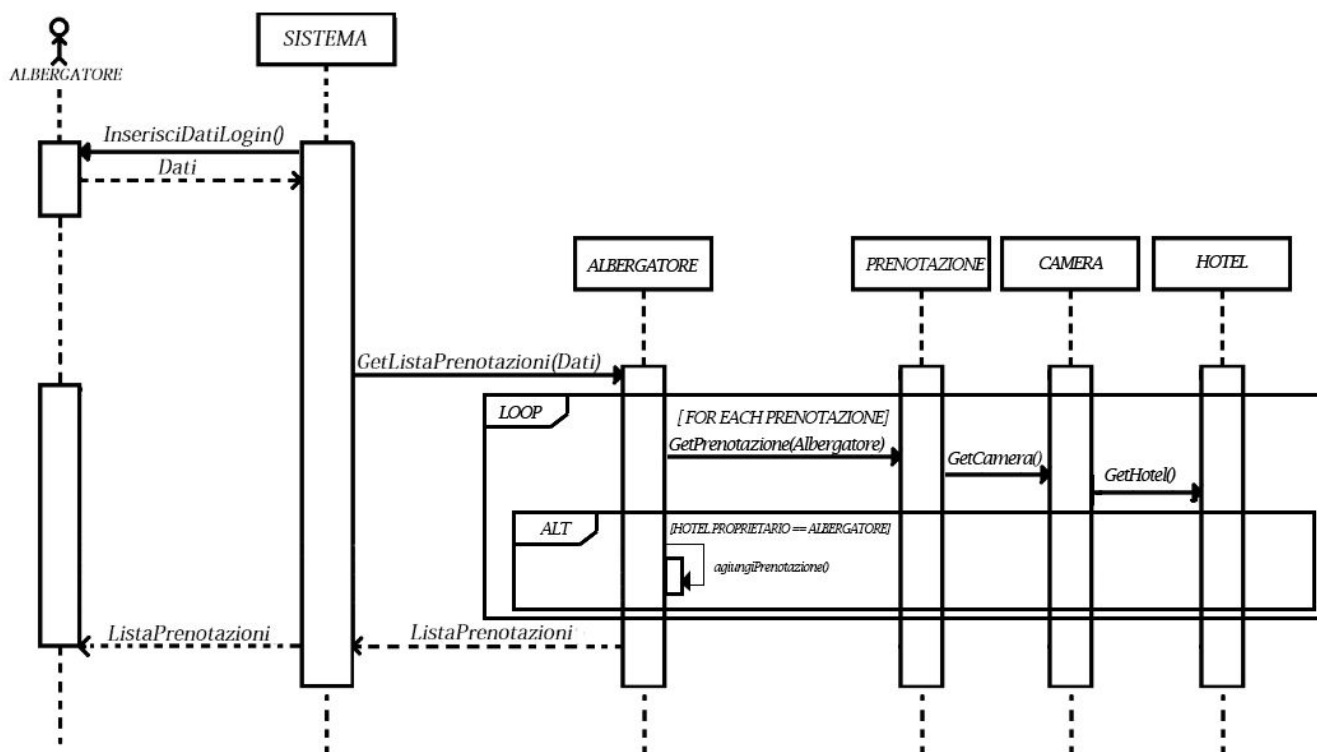 SISTEMA
ALBERGATORE
InserisciDatiLogin()
Dati
ALBERGATORE
PRENOTAZIONE
CAMERA
HOTEL
GetListaPrenotazioni(Dati)
LOOP
[ FOR EACH PRENOTAZIONE]
GetPrenotazione(Albergatore)
GetCamera()
GetHotel()
ALT
[HOTEL.PROPRIETARIO == ALBERGATORE]
agiungiPrenotazione()
ListaPrenotazioni
ListaPrenotazioni